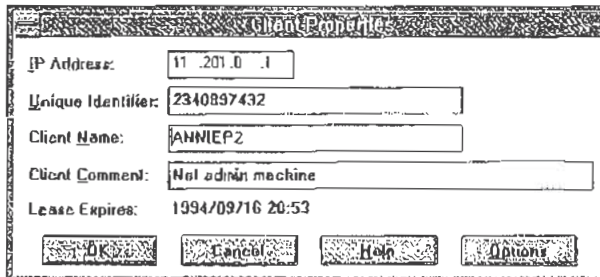 Client Properties
IP Address: 11 .201 .0 .1
Unique Identifier: 2340897432
Client Name: ANNIEP2
Client Comment: Net admin machine
Lease Expires: 1994/09/16 20:53
OK Cancel Help Options